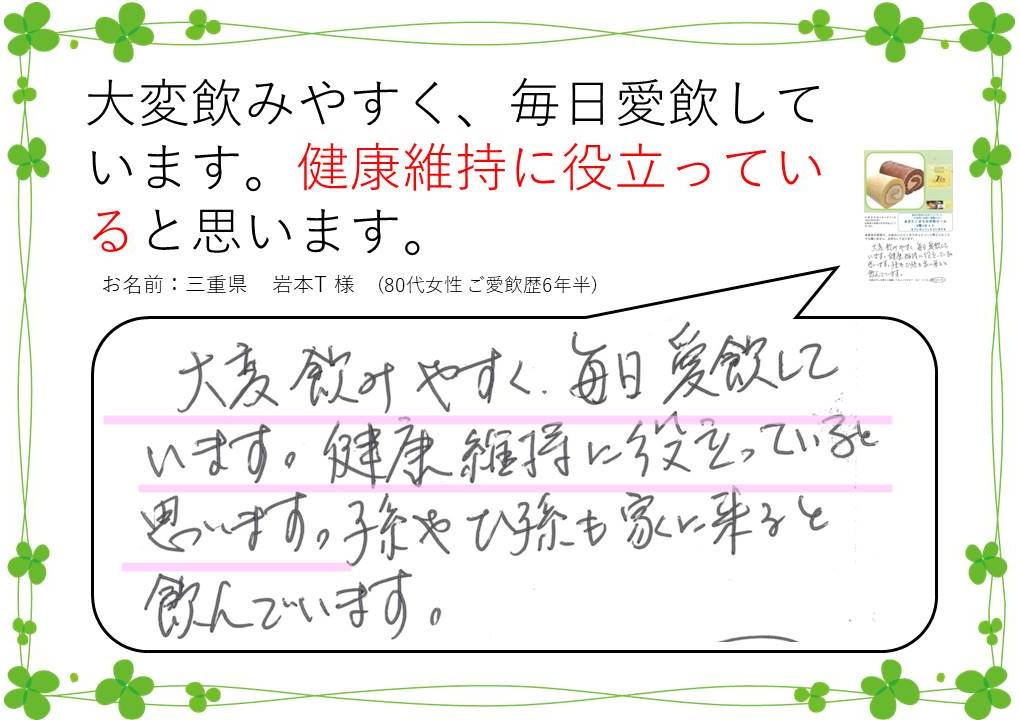 大変飲みやすく、毎日愛飲して
います。健康維持に役立ってい
ると思います。
お名前：三重県　岩本T 様　(80代女性 ご愛飲歴6年半)
大変飲みやすく、毎日愛飲して
います。健康維持に役立っていると
思います。孫やひ孫も家に来ると
飲んでいます。